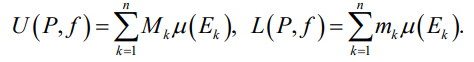 U(P,f)=∑_{k=1}^{n} M_k μ(E_k), L(P,f)=∑_{k=1}^{n} m_k μ(E_k).